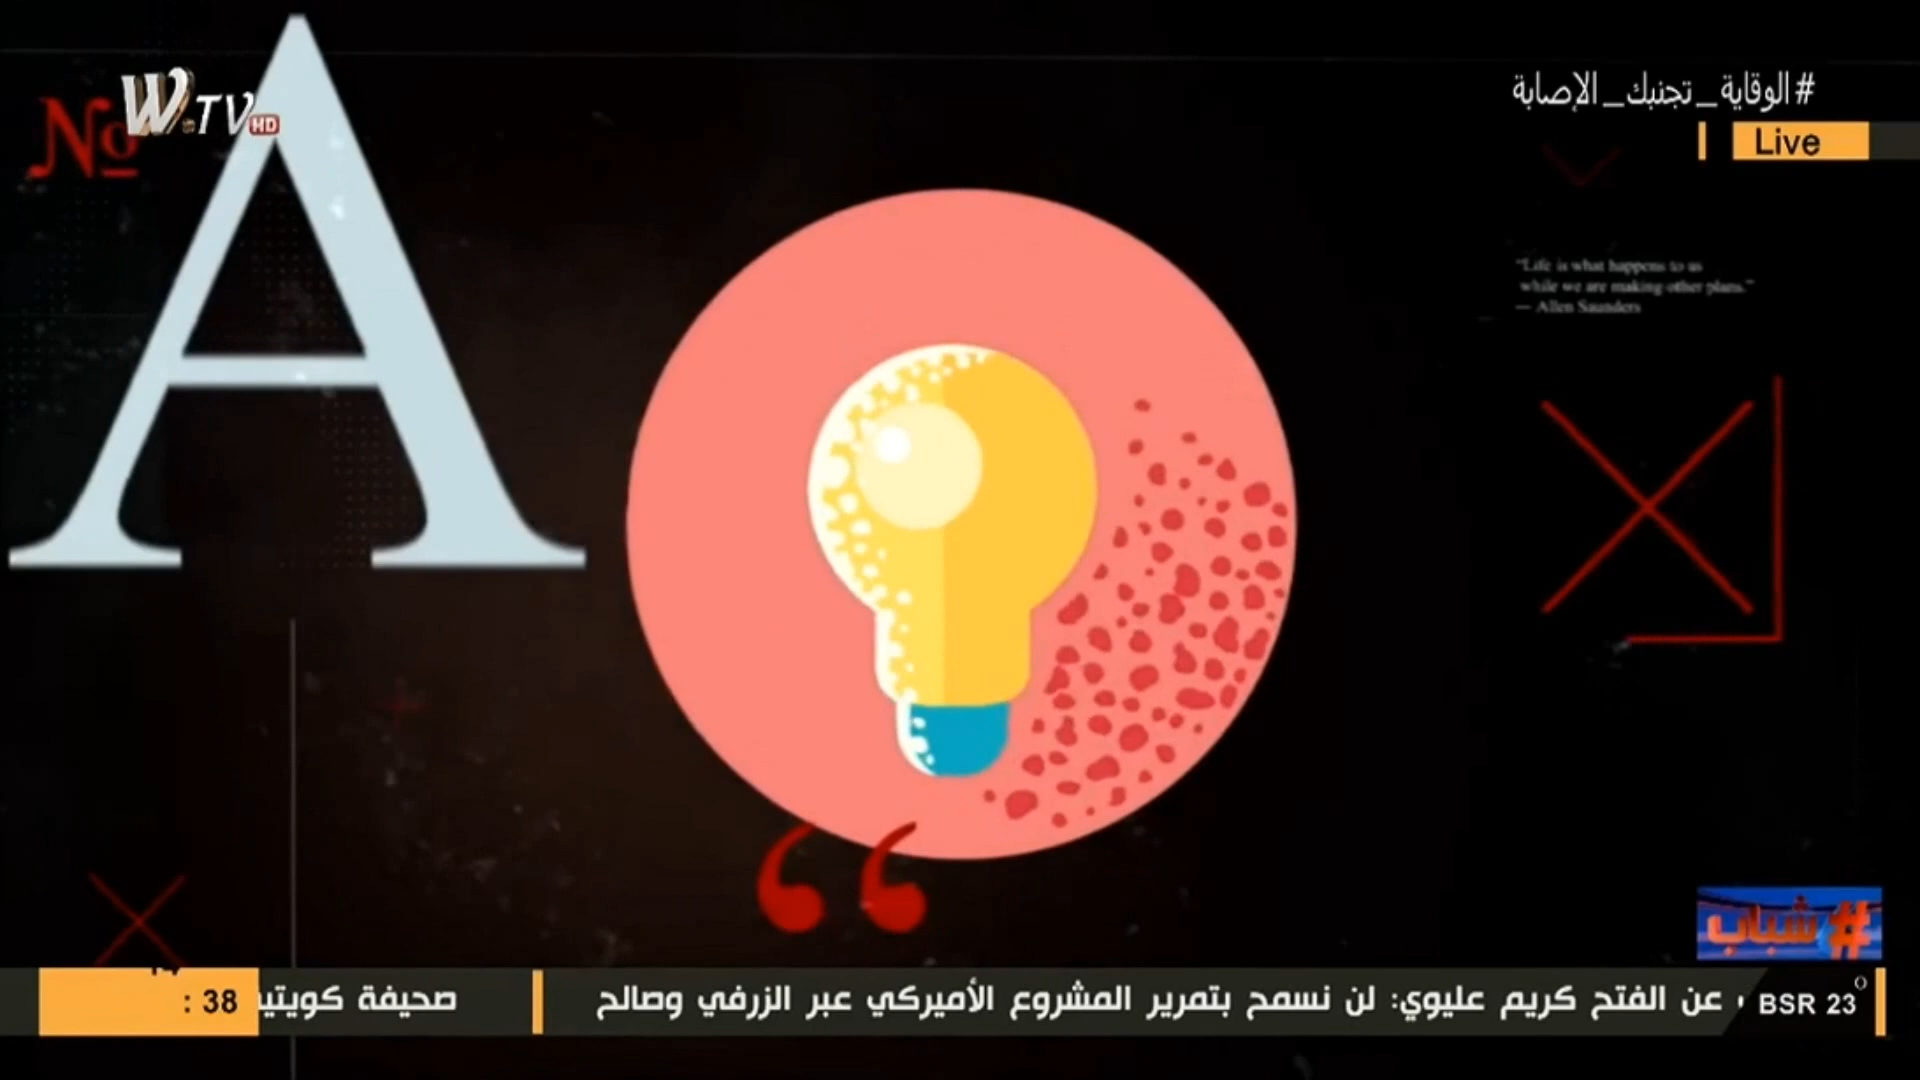 A
№
W.TV HD
#الوقاية_تجنبك_الإصابة
Live
"Life is what happens to us
while we are making other plans."
— Allen Saunders
“
#شباب
عن الفتح كريم عليوي: لن نسمح بتمرير المشروع الأميركي عبر الزرفي وصالح
صحيفة
: 38
BSR 23°